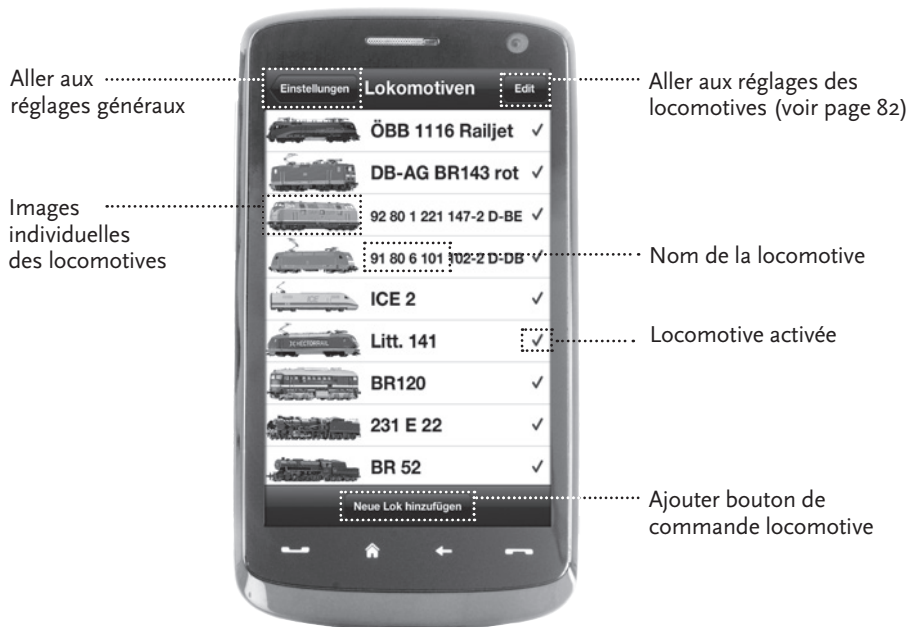 Aller aux
réglages généraux
Einstellungen Lokomotiven Edit
Aller aux réglages des
locomotives (voir page 82)
ÖBB 1116 Railjet ✓
DB-AG BR143 rot ✓
Images
individuelles
des locomotives
92 80 1 221 147-2 D-BE ✓
91 80 6 101 102-2 D-DB ✓
Nom de la locomotive
ICE 2 ✓
Litt. 141 ✓
Locomotive activée
HECTORRAIL
BR120 ✓
231 E 22 ✓
BR 52 ✓
Neue Lok hinzufügen
Ajouter bouton de
commande locomotive